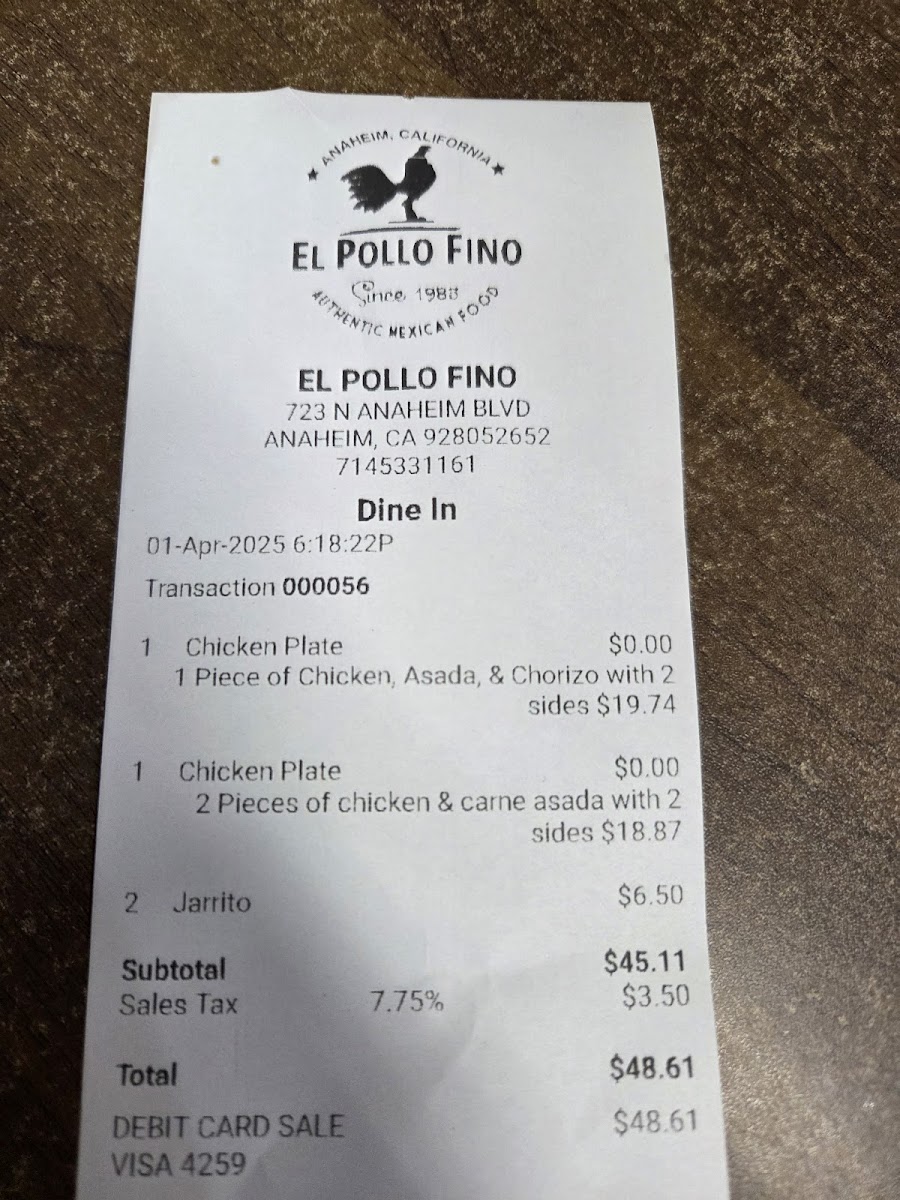 ANAHEIM, CALIFORNIA
EL POLLO FINO
Since 1988
AUTHENTIC MEXICAN FOOD
EL POLLO FINO
723 N ANAHEIM BLVD
ANAHEIM, CA 928052652
7145331161
Dine In
01-Apr-2025 6:18:22P
Transaction 000056
1 Chicken Plate $0.00
1 Piece of Chicken, Asada, & Chorizo with 2
sides $19.74
1 Chicken Plate $0.00
2 Pieces of chicken & carne asada with 2
sides $18.87
2 Jarrito $6.50
Subtotal $45.11
Sales Tax 7.75% $3.50
Total $48.61
DEBIT CARD SALE $48.61
VISA 4259